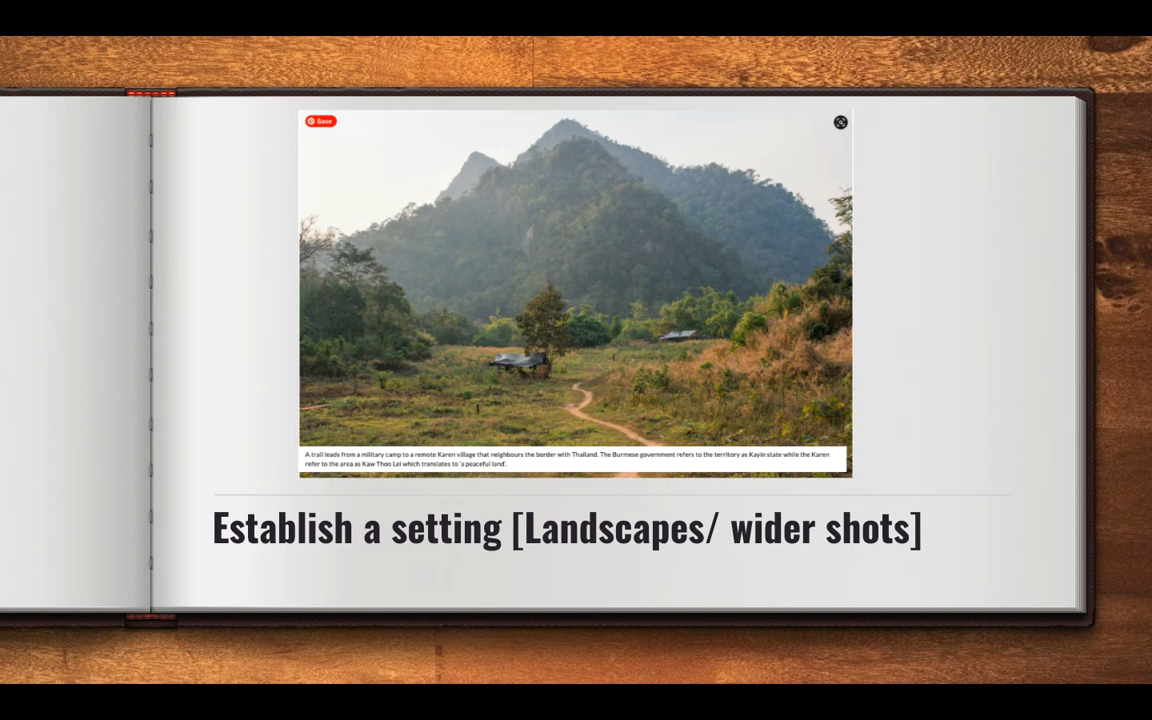 Save
A trail leads from a military camp to a remote Karen village that neighbours the border with Thailand. The Burmese government refers to the territory as Kayin state while the Karen
refer to the area as Kaw Thoo Lei which translates to 'a peaceful land'.
Establish a setting [Landscapes/ wider shots]